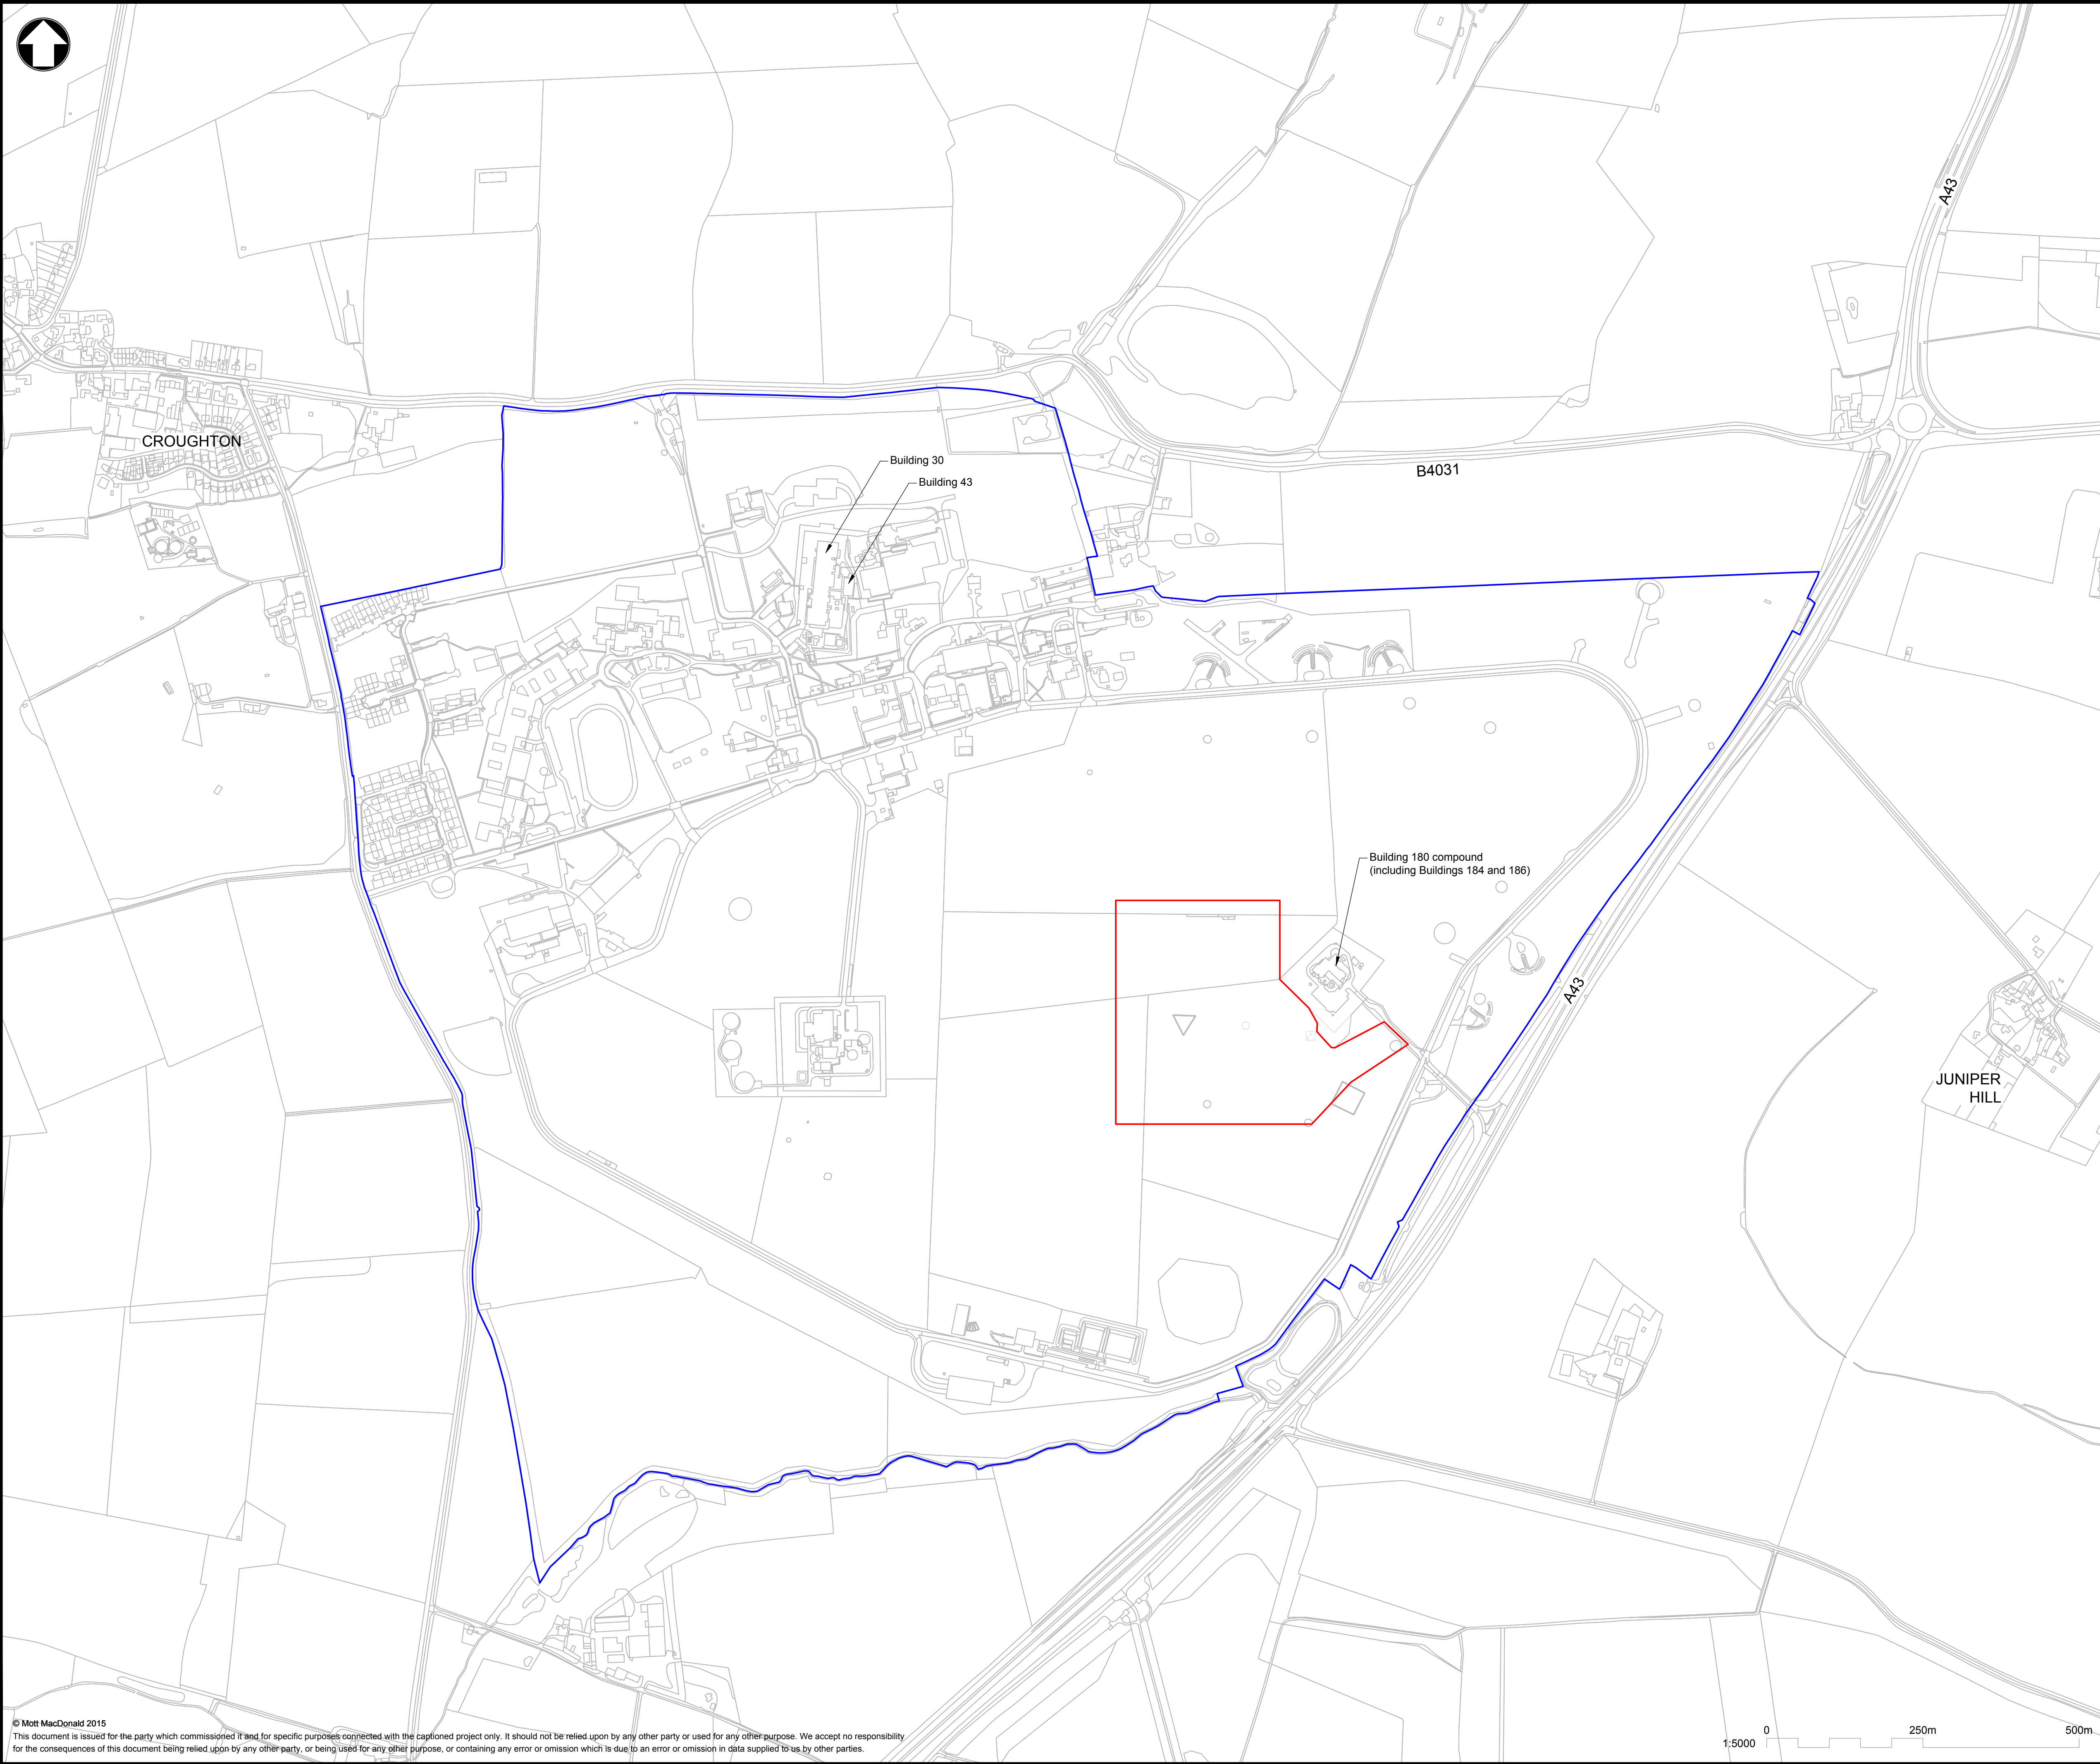 A43
CROUGHTON
Building 30
B4031
Building 43
Building 180 compound
(including Buildings 184 and 186)
A43
JUNIPER
HILL
© Mott MacDonald 2015
This document is issued for the party which commissioned it and for specific purposes connected with the captioned project only. It should not be relied upon by any other party or used for any other purpose. We accept no responsibility
for the consequences of this document being relied upon by any other party, or being used for any other purpose, or containing any error or omission which is due to an error or omission in data supplied to us by other parties.
0 250m 500m
1:5000